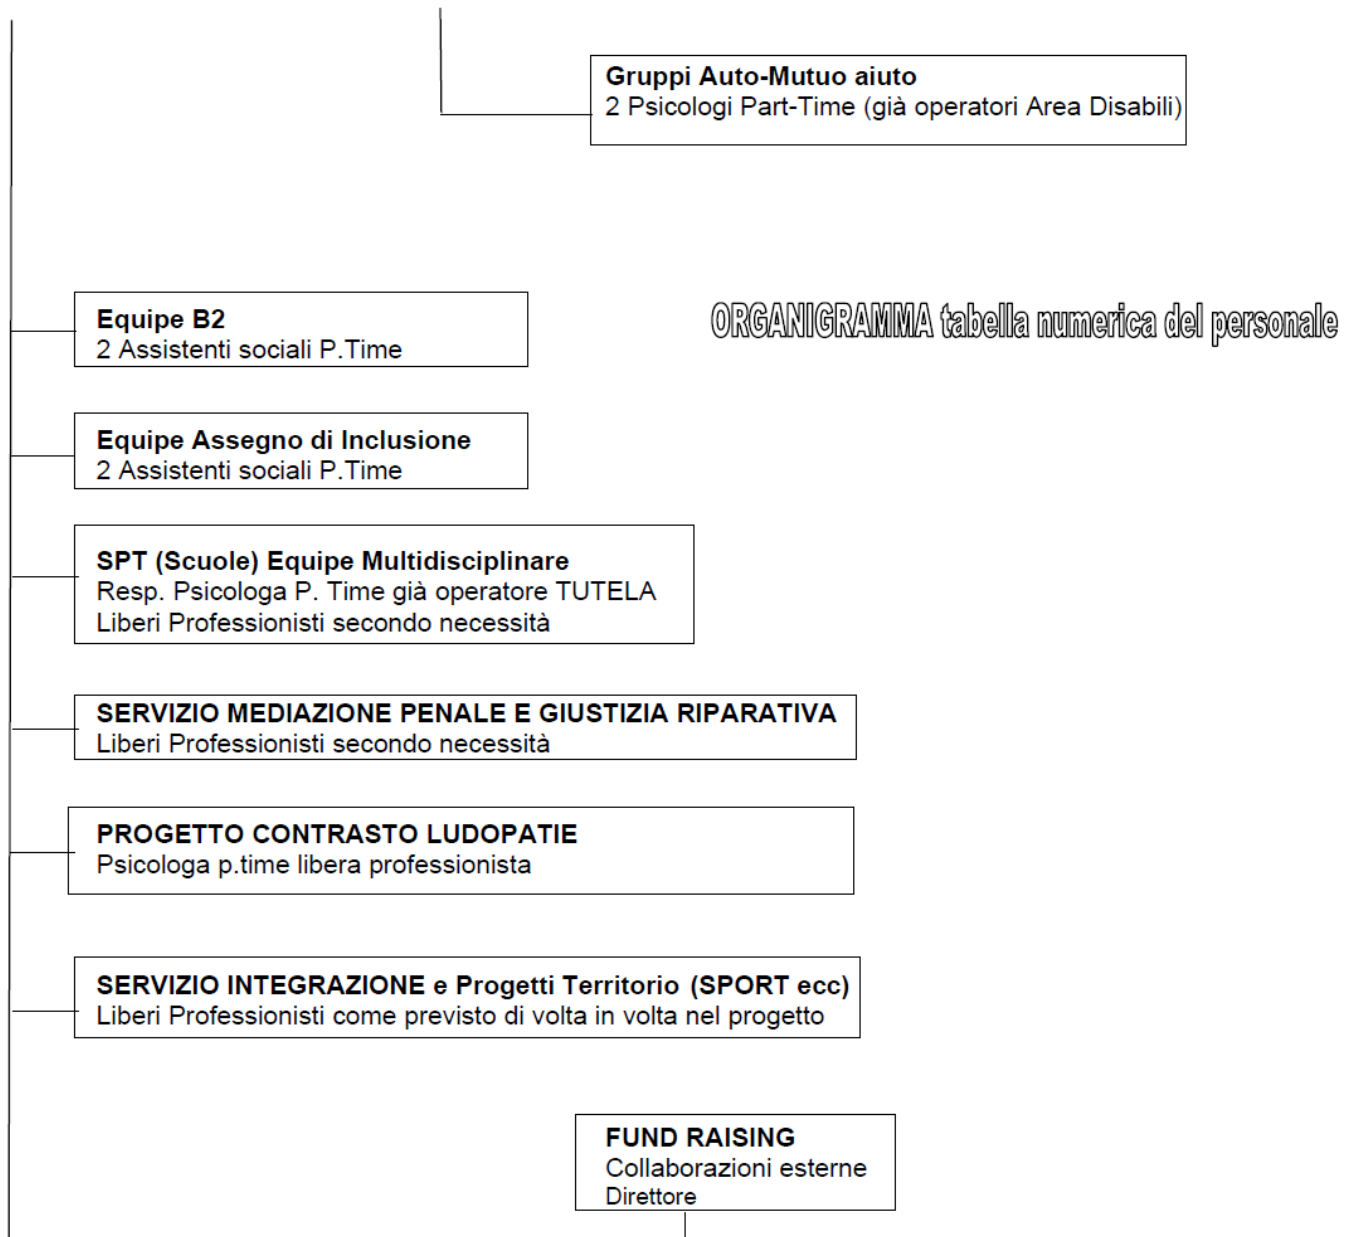 Gruppi Auto-Mutuo aiuto
2 Psicologi Part-Time (già operatori Area Disabili)
Equipe B2
2 Assistenti sociali P.Time
ORGANIGRAMMA tabella numerica del personale
Equipe Assegno di Inclusione
2 Assistenti sociali P.Time
SPT (Scuole) Equipe Multidisciplinare
Resp. Psicologa P. Time già operatore TUTELA
Liberi Professionisti secondo necessità
SERVIZIO MEDIAZIONE PENALE E GIUSTIZIA RIPARATIVA
Liberi Professionisti secondo necessità
PROGETTO CONTRASTO LUDOPATIE
Psicologa p.time libera professionista
SERVIZIO INTEGRAZIONE e Progetti Territorio (SPORT ecc)
Liberi Professionisti come previsto di volta in volta nel progetto
FUND RAISING
Collaborazioni esterne
Direttore